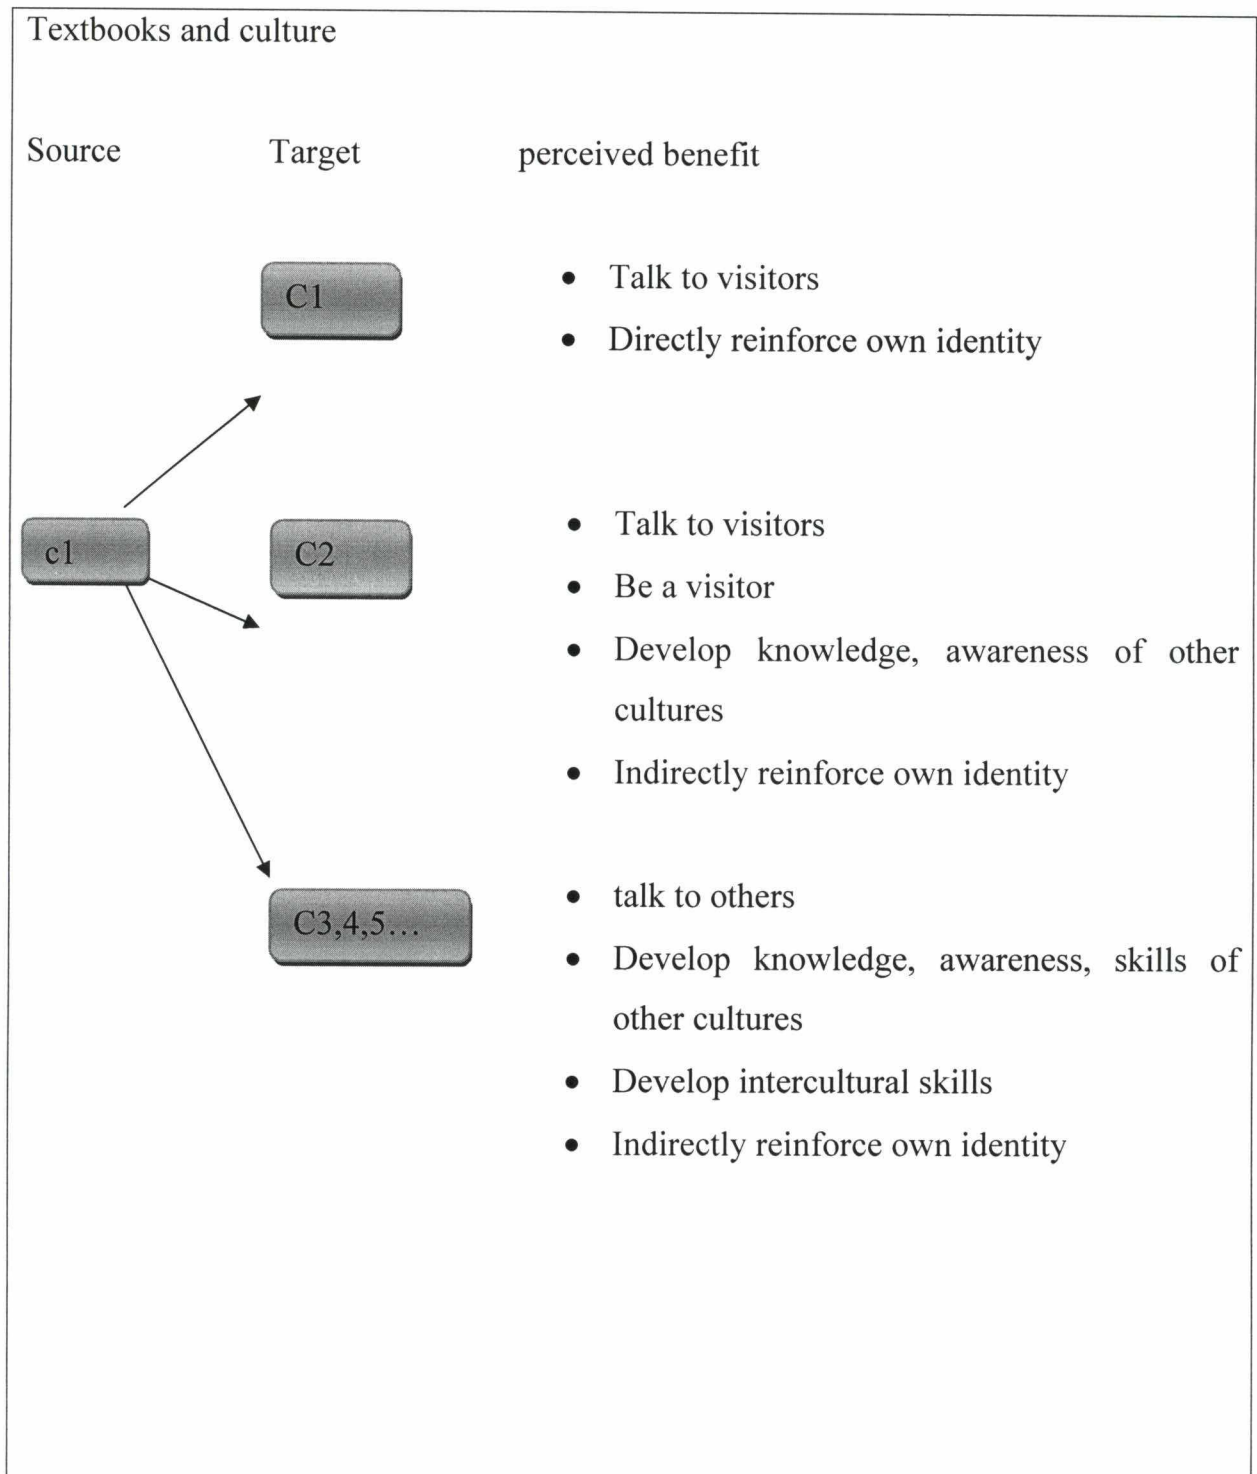 Textbooks and culture
Source Target perceived benefit
C1
• Talk to visitors
• Directly reinforce own identity
c1
C2
• Talk to visitors
• Be a visitor
• Develop knowledge, awareness of other
cultures
• Indirectly reinforce own identity
C3,4,5...
• talk to others
• Develop knowledge, awareness, skills of
other cultures
• Develop intercultural skills
• Indirectly reinforce own identity